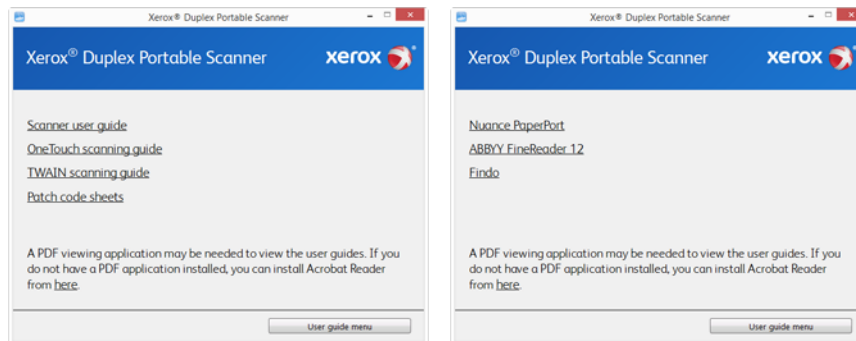 Xerox® Duplex Portable Scanner
Xerox® Duplex Portable Scanner
xerox
Scanner user guide
OneTouch scanning guide
TWAIN scanning guide
Patch code sheets
A PDF viewing application may be needed to view the user guides. If you
do not have a PDF application installed, you can install Acrobat Reader
from here.
User guide menu
Xerox® Duplex Portable Scanner
Xerox® Duplex Portable Scanner
xerox
Nuance PaperPort
ABBYY FineReader 12
Findo
A PDF viewing application may be needed to view the user guides. If you
do not have a PDF application installed, you can install Acrobat Reader
from here.
User guide menu